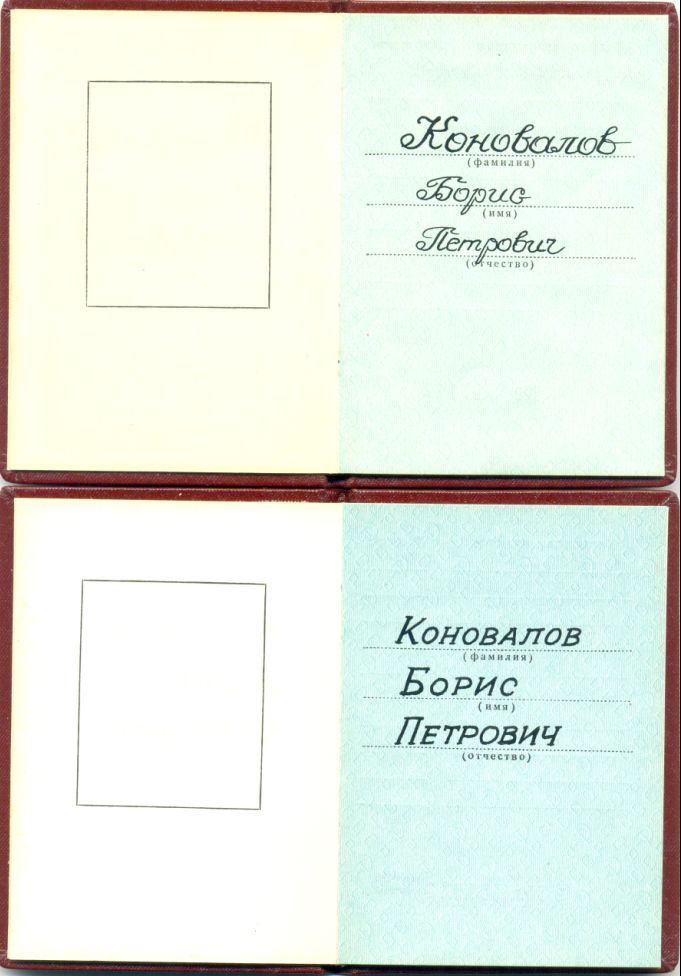 Коновалов
(фамилия)
Борис
(имя)
Петрович
(отчество)
КОНОВАЛОВ
(фамилия)
БОРИС
(имя)
ПЕТРОВИЧ
(отчество)